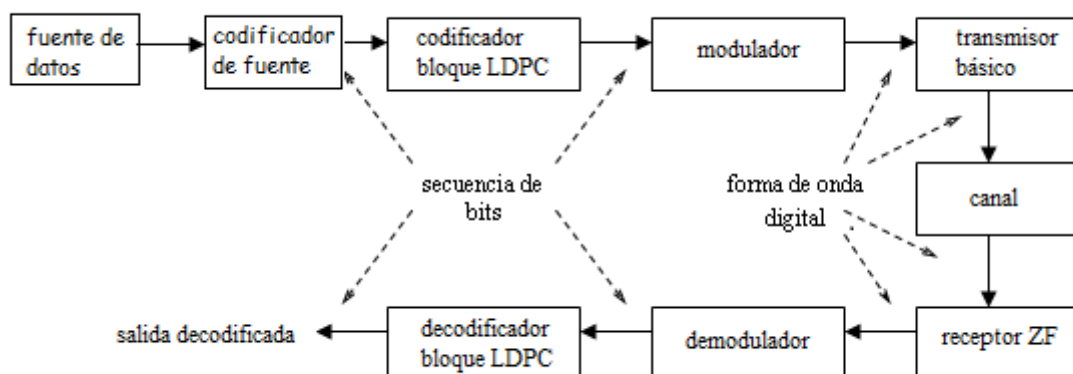 fuente de
datos
codificador
de fuente
codificador
bloque LDPC
modulador
transmisor
básico
secuencia de
bits
forma de onda
digital
canal
salida decodificada
decodificador
bloque LDPC
demodulador
receptor ZF